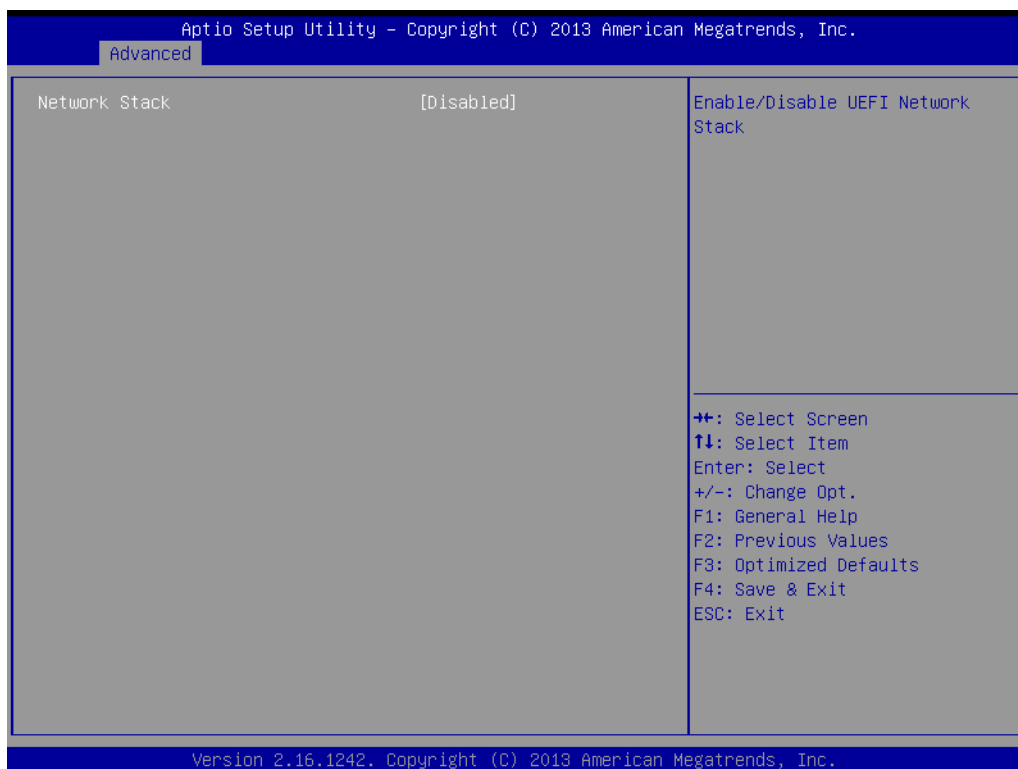 Aptio Setup Utility – Copyright (C) 2013 American Megatrends, Inc.
Advanced
Network Stack [Disabled]
Enable/Disable UEFI Network
Stack
→←: Select Screen
↑↓: Select Item
Enter: Select
+/-: Change Opt.
F1: General Help
F2: Previous Values
F3: Optimized Defaults
F4: Save & Exit
ESC: Exit
Version 2.16.1242. Copyright (C) 2013 American Megatrends, Inc.